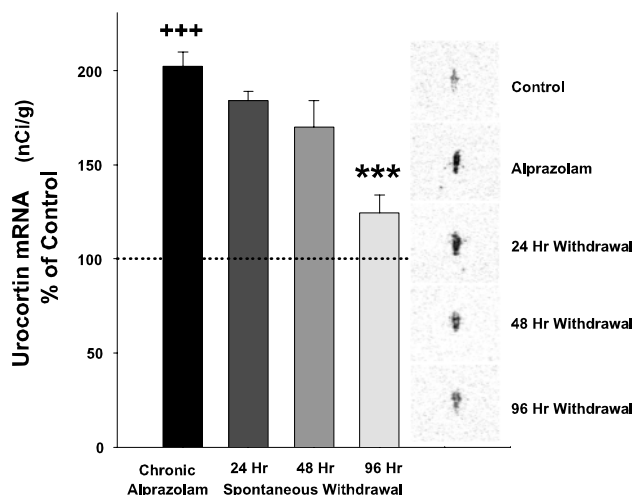 Urocortin mRNA (nCi/g)
% of Control
200
150
100
50
0
+++
***
Chronic
Alprazolam
24 Hr
48 Hr
96 Hr
Spontaneous Withdrawal
Control
Alprazolam
24 Hr Withdrawal
48 Hr Withdrawal
96 Hr Withdrawal